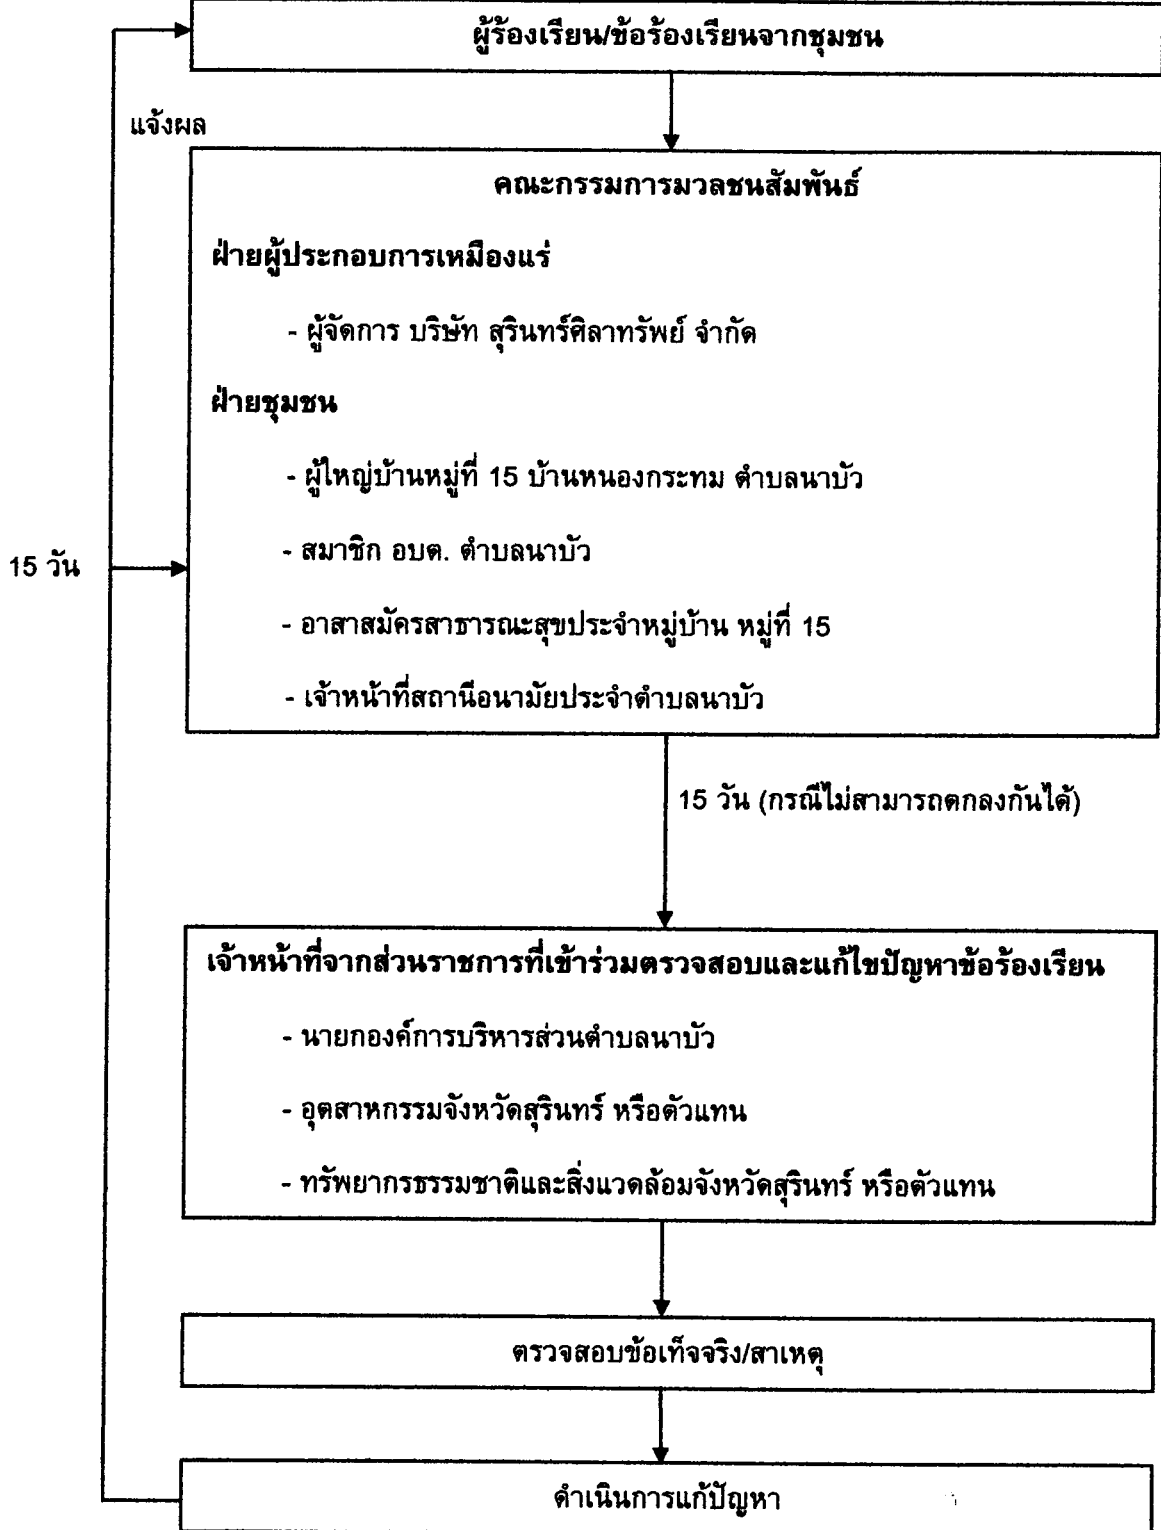 ผู้ร้องเรียน/ข้อร้องเรียนจากชุมชน
แจ้งผล
คณะกรรมการมวลชนสัมพันธ์
ฝ่ายผู้ประกอบการเหมืองแร่
- ผู้จัดการ บริษัท สุรินทร์ศิลาทรัพย์ จำกัด
ฝ่ายชุมชน
- ผู้ใหญ่บ้านหมู่ที่ 15 บ้านหนองกระทม ตำบลนาบัว
- สมาชิก อบต. ตำบลนาบัว
15 วัน
- อาสาสมัครสาธารณะสุขประจำหมู่บ้าน หมู่ที่ 15
- เจ้าหน้าที่สถานีอนามัยประจำตำบลนาบัว
15 วัน (กรณีไม่สามารถตกลงกันได้)
เจ้าหน้าที่จากส่วนราชการที่เข้าร่วมตรวจสอบและแก้ไขปัญหาข้อร้องเรียน
- นายกองค์การบริหารส่วนตำบลนาบัว
- อุตสาหกรรมจังหวัดสุรินทร์ หรือตัวแทน
- ทรัพยากรธรรมชาติและสิ่งแวดล้อมจังหวัดสุรินทร์ หรือตัวแทน
ตรวจสอบข้อเท็จจริง/สาเหตุ
ดำเนินการแก้ปัญหา